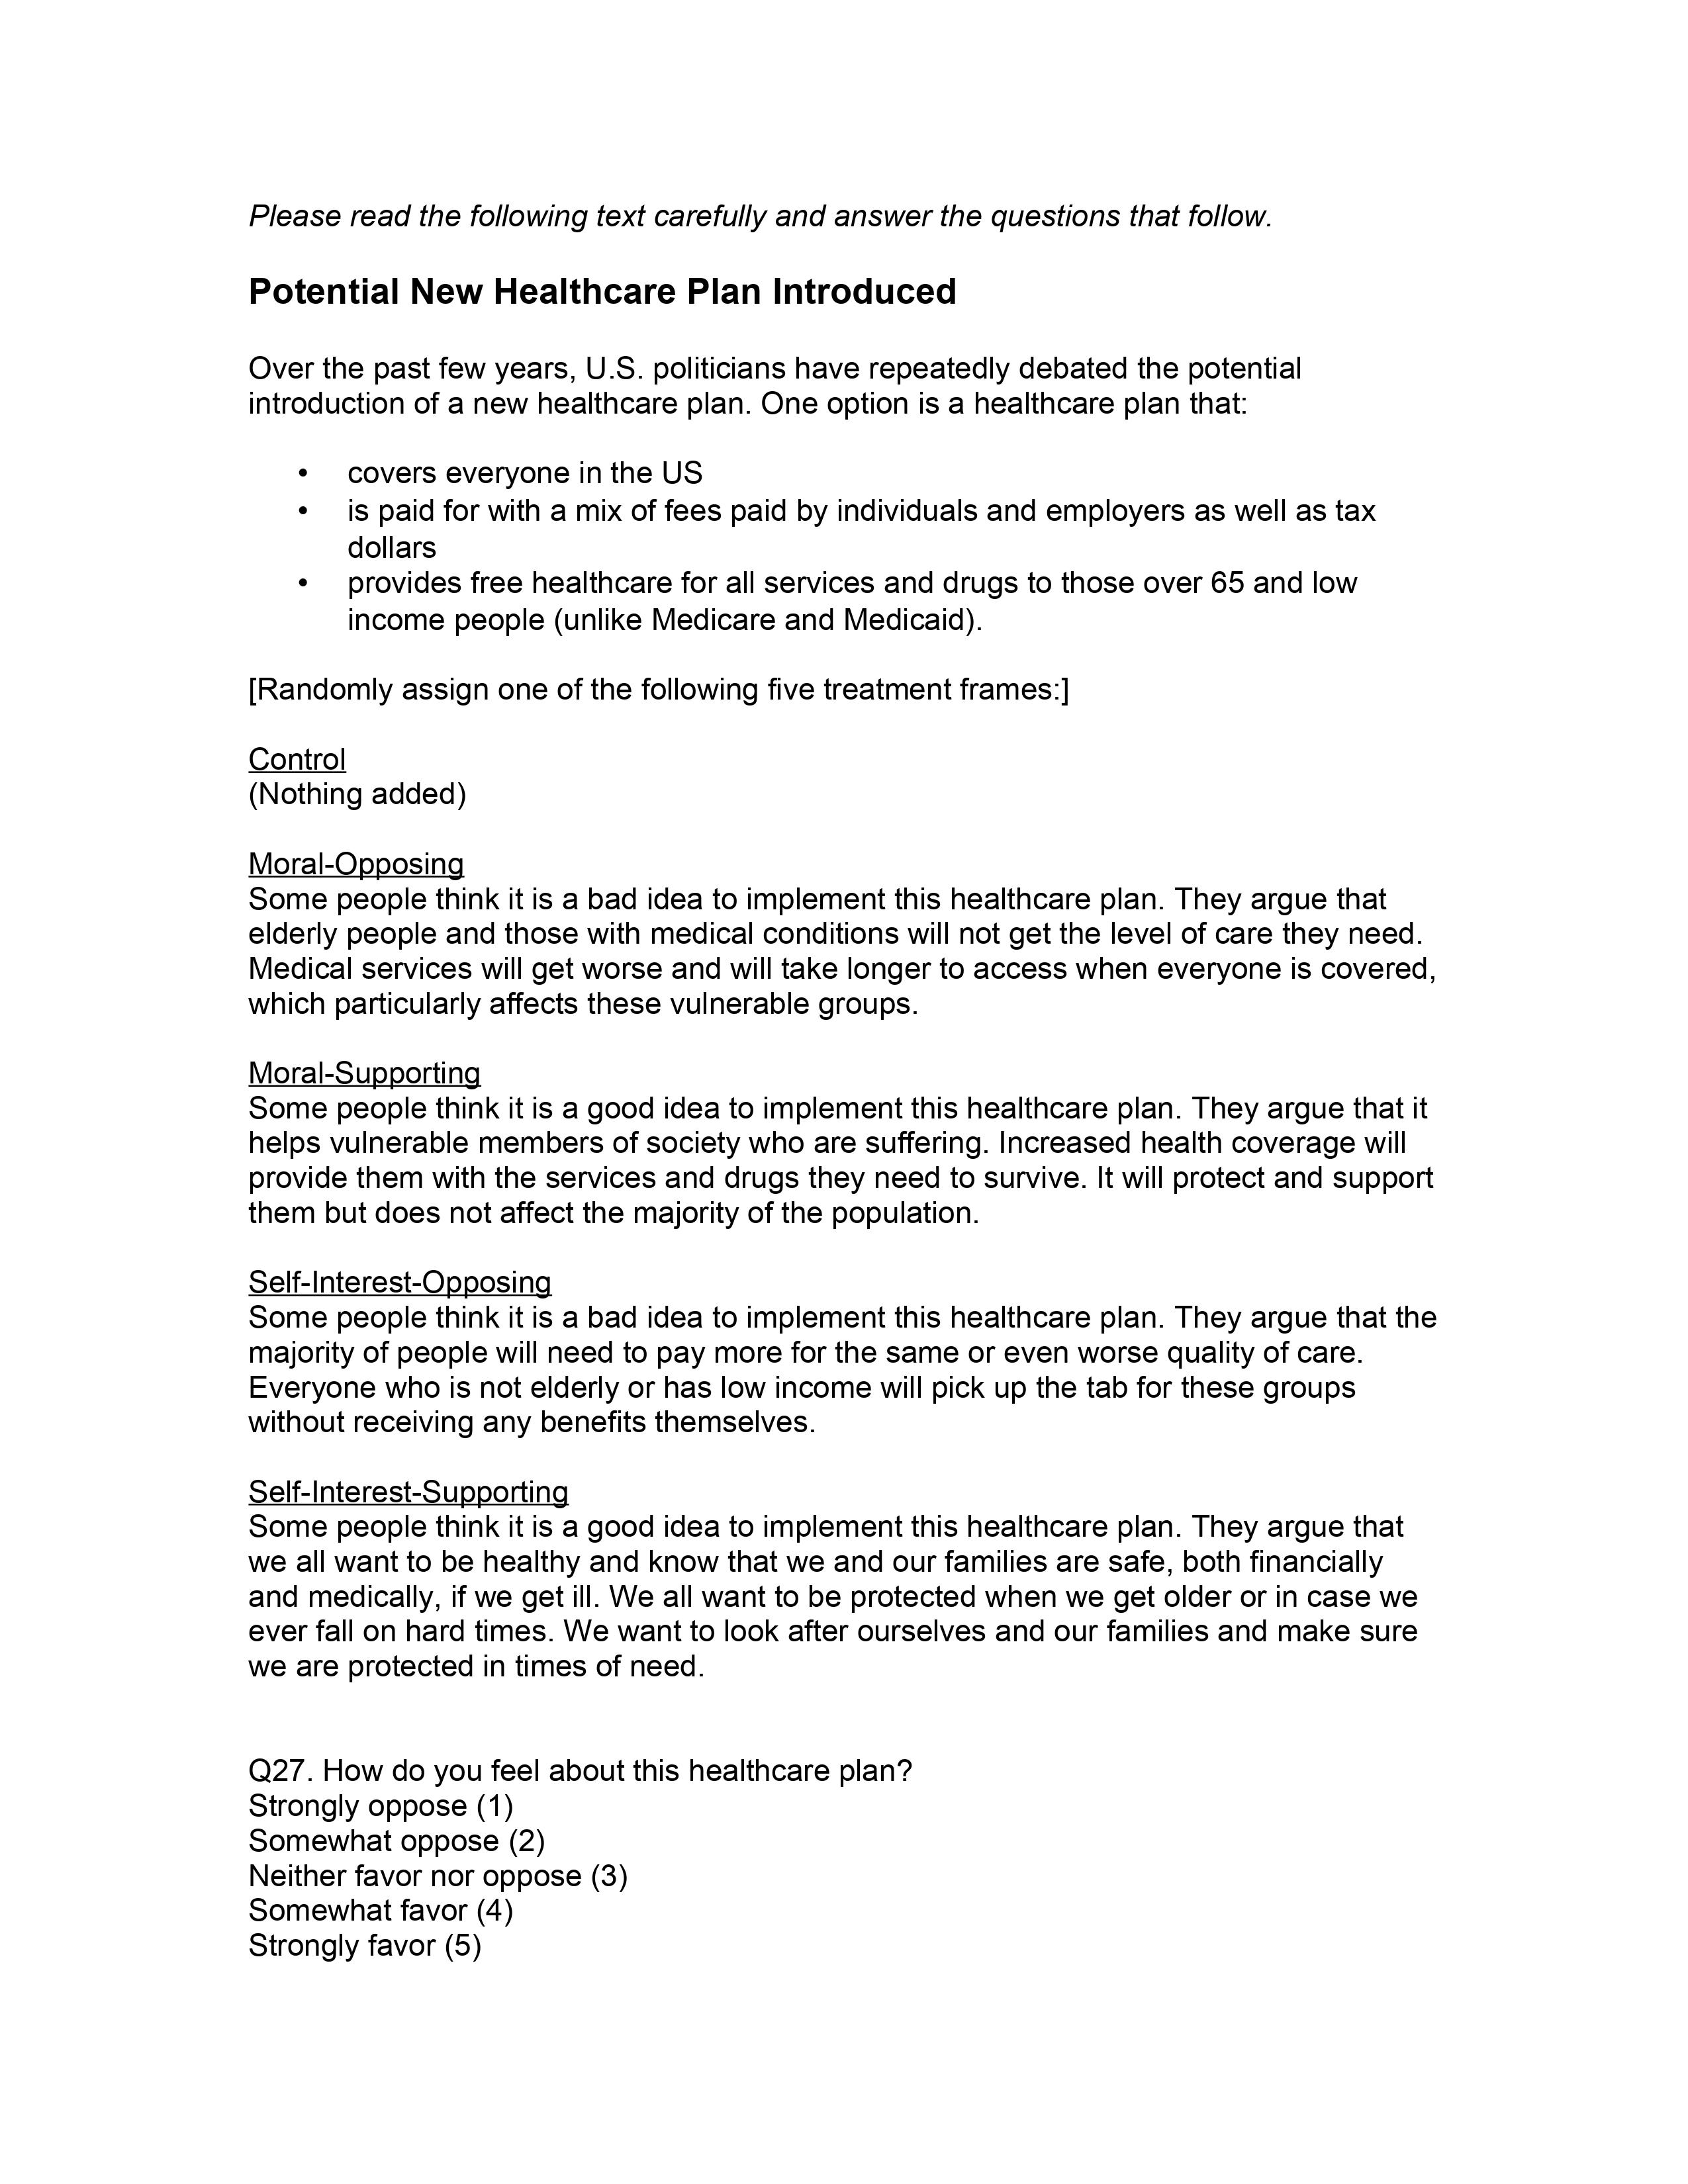 Please read the following text carefully and answer the questions that follow.
Potential New Healthcare Plan Introduced
Over the past few years, U.S. politicians have repeatedly debated the potential
introduction of a new healthcare plan. One option is a healthcare plan that:
• covers everyone in the US
• is paid for with a mix of fees paid by individuals and employers as well as tax
dollars
• provides free healthcare for all services and drugs to those over 65 and low
income people (unlike Medicare and Medicaid).
[Randomly assign one of the following five treatment frames:]
Control
(Nothing added)
Moral-Opposing
Some people think it is a bad idea to implement this healthcare plan. They argue that
elderly people and those with medical conditions will not get the level of care they need.
Medical services will get worse and will take longer to access when everyone is covered,
which particularly affects these vulnerable groups.
Moral-Supporting
Some people think it is a good idea to implement this healthcare plan. They argue that it
helps vulnerable members of society who are suffering. Increased health coverage will
provide them with the services and drugs they need to survive. It will protect and support
them but does not affect the majority of the population.
Self-Interest-Opposing
Some people think it is a bad idea to implement this healthcare plan. They argue that the
majority of people will need to pay more for the same or even worse quality of care.
Everyone who is not elderly or has low income will pick up the tab for these groups
without receiving any benefits themselves.
Self-Interest-Supporting
Some people think it is a good idea to implement this healthcare plan. They argue that
we all want to be healthy and know that we and our families are safe, both financially
and medically, if we get ill. We all want to be protected when we get older or in case we
ever fall on hard times. We want to look after ourselves and our families and make sure
we are protected in times of need.
Q27. How do you feel about this healthcare plan?
Strongly oppose (1)
Somewhat oppose (2)
Neither favor nor oppose (3)
Somewhat favor (4)
Strongly favor (5)